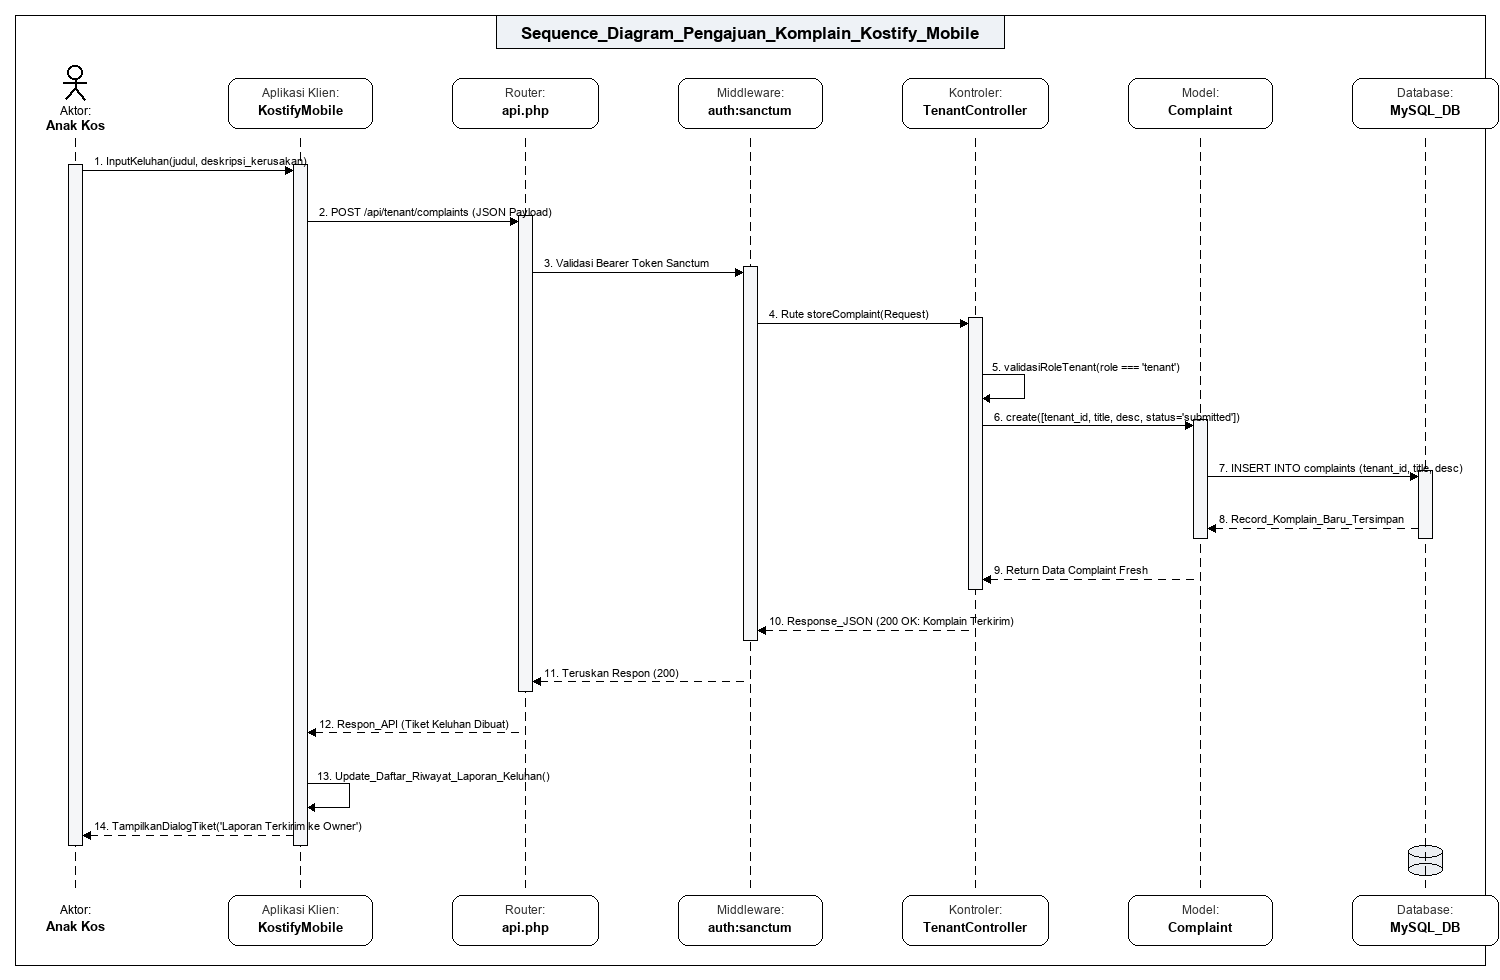 Sequence_Diagram_Pengajuan_Komplain_Kostify_Mobile
Aktor:
Anak Kos
Aplikasi Klien:
KostifyMobile
Router:
api.php
Middleware:
auth:sanctum
Kontroler:
TenantController
Model:
Complaint
Database:
MySQL_DB
1. InputKeluhan(judul, deskripsi_kerusakan)
2. POST /api/tenant/complaints (JSON Payload)
3. Validasi Bearer Token Sanctum
4. Rute storeComplaint(Request)
5. validasiRoleTenant(role === 'tenant')
6. create([tenant_id, title, desc, status='submitted'])
7. INSERT INTO complaints (tenant_id, title, desc)
8. Record_Komplain_Baru_Tersimpan
9. Return Data Complaint Fresh
10. Response_JSON (200 OK: Komplain Terkirim)
11. Teruskan Respon (200)
12. Respon_API (Tiket Keluhan Dibuat)
13. Update_Daftar_Riwayat_Laporan_Keluhan()
14. TampilkanDialogTiket('Laporan Terkirim ke Owner')
Aktor:
Anak Kos
Aplikasi Klien:
KostifyMobile
Router:
api.php
Middleware:
auth:sanctum
Kontroler:
TenantController
Model:
Complaint
Database:
MySQL_DB